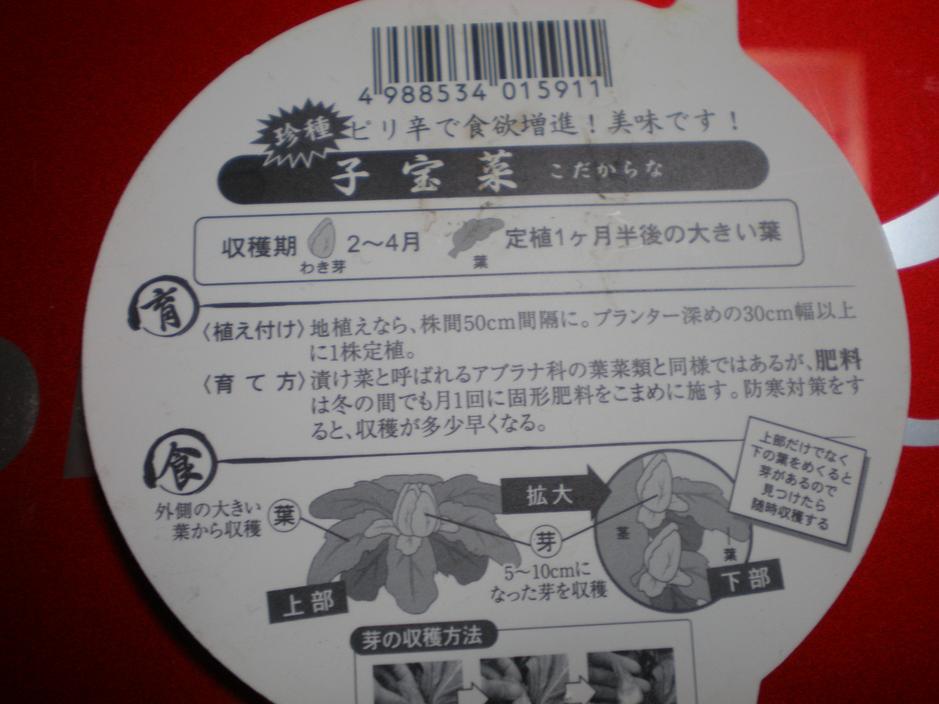 4 988534 015911
珍種 ピリ辛で食欲増進！美味です！
子宝菜 こだからな
収穫期 わき芽 2〜4月 葉 定植1ヶ月半後の大きい葉
育
〈植え付け〉地植えなら、株間50cm間隔に。プランター深めの30cm幅以上
に1株定植。
〈育て方〉漬け菜と呼ばれるアブラナ科の葉菜類と同様ではあるが、肥料
は冬の間でも月1回に固形肥料をこまめに施す。防寒対策をす
ると、収穫が多少早くなる。
食
外側の大きい
葉から収穫
葉
上部
拡大
芽
5〜10cmに
なった芽を収穫
茎
葉
下部
上部だけでなく
下の葉をめくると
芽があるので
見つけたら
随時収穫する
芽の収穫方法